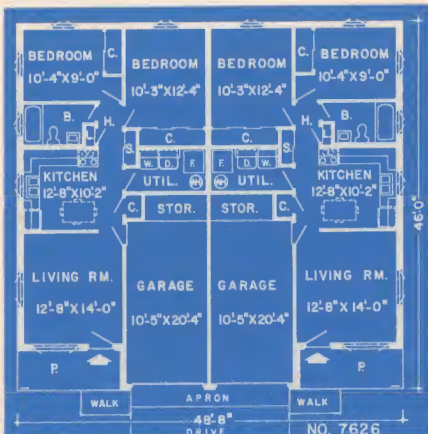 BEDROOM C. BEDROOM BEDROOM C. BEDROOM
10'-4"X9'-0" 10'-3"X12'-4" 10'-3"X12'-4" 10'-4"X9'-0"
B. H. H. B.
C. C.
S. W. D. F. F. D. W. S.
KITCHEN UTIL. WH WH UTIL. KITCHEN
12'-8"X10'-2" 12'-8"X10'-2"
C. STOR. STOR. C.
LIVING RM. GARAGE GARAGE LIVING RM.
12'-8"X14'-0" 10'-5"X20'-4" 10'-5"X20'-4" 12'-8"X14'-0"
46'-0"
P. P.
WALK APRON WALK
48'-8"
DRIVE NO. 7626